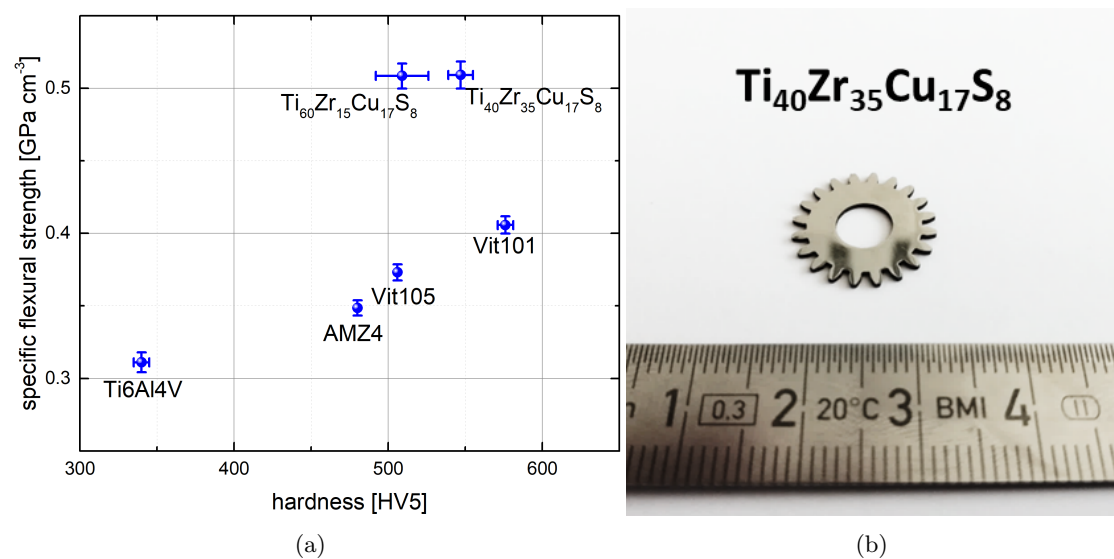 0.5
0.4
0.3
300
400
500
600
specific flexural strength [GPa cm⁻³]
hardness [HV5]
Ti₆₀Zr₁₅Cu₁₇S₈
Ti₄₀Zr₃₅Cu₁₇S₈
Vit101
Vit105
AMZ4
Ti6Al4V
(a)
Ti₄₀Zr₃₅Cu₁₇S₈
1 0.3 2 20°C 3 BMI 4 II
(b)